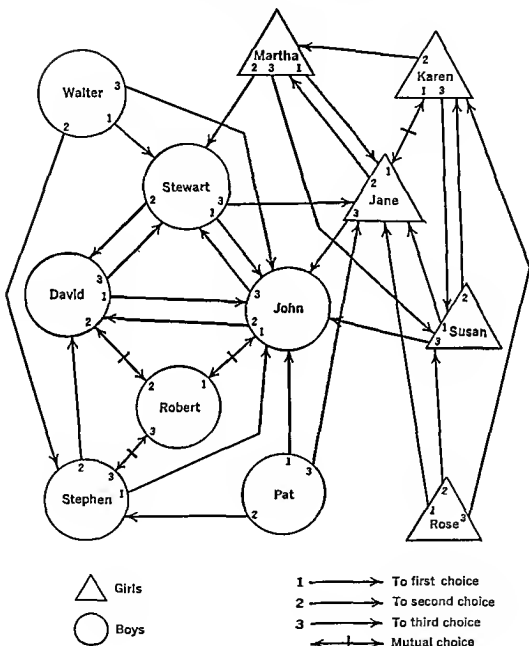 Martha
2 3 1
Karen
2
1 3
Walter
3
2 1
Stewart
2 1 3
Jane
2 1
3
David
3
1
2
John
3
2
1
Susan
2
1
3
Robert
2 1
3
Stephen
2
3
1
Pat
1 3
2
Rose
1 2 3
Girls
Boys
1 To first choice
2 To second choice
3 To third choice
Mutual choice